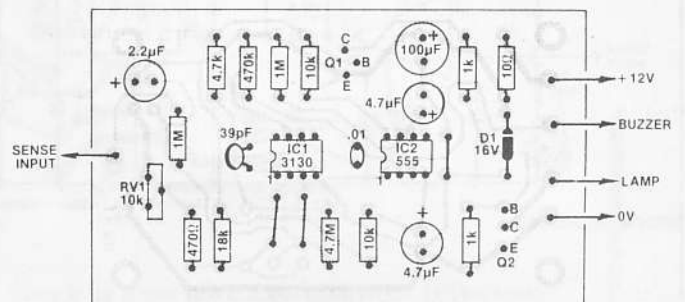 2.2µF
+
4.7k
470k
1M
10k
C
Q1
B
E
100µF
+
4.7µF
+
1k
10Ω
+12V
BUZZER
SENSE
INPUT
1M
39pF
IC1
3130
1
.01
IC2
555
1
D1
16V
LAMP
RV1
10k
0V
470Ω
18k
4.7M
10k
+
4.7µF
1k
B
C
E
Q2